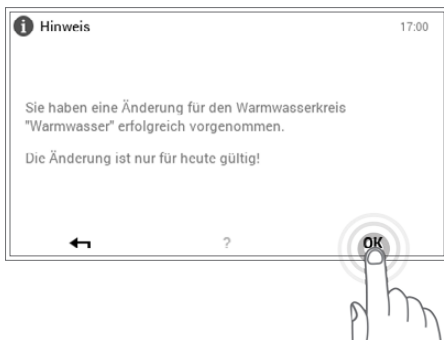 Hinweis
17:00
Sie haben eine Änderung für den Warmwasserkreis
"Warmwasser" erfolgreich vorgenommen.
Die Änderung ist nur für heute gültig!
?
OK